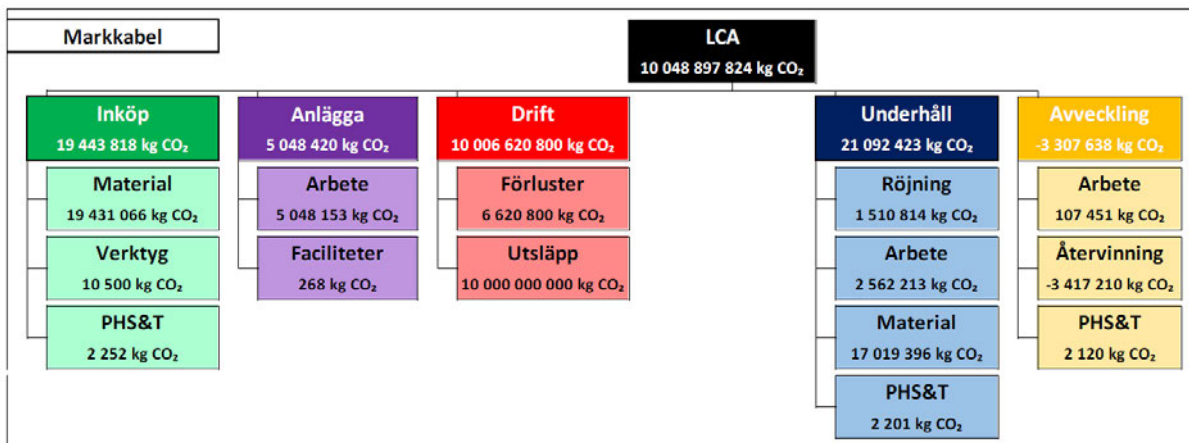 Markkabel
LCA
10 048 897 824 kg CO₂
Inköp
19 443 818 kg CO₂
Anlägga
5 048 420 kg CO₂
Drift
10 006 620 800 kg CO₂
Underhåll
21 092 423 kg CO₂
Avveckling
-3 307 638 kg CO₂
Material
19 431 066 kg CO₂
Verktyg
10 500 kg CO₂
PHS&T
2 252 kg CO₂
Arbete
5 048 153 kg CO₂
Faciliteter
268 kg CO₂
Förluster
6 620 800 kg CO₂
Utsläpp
10 000 000 000 kg CO₂
Röjning
1 510 814 kg CO₂
Arbete
2 562 213 kg CO₂
Material
17 019 396 kg CO₂
PHS&T
2 201 kg CO₂
Arbete
107 451 kg CO₂
Återvinning
-3 417 210 kg CO₂
PHS&T
2 120 kg CO₂